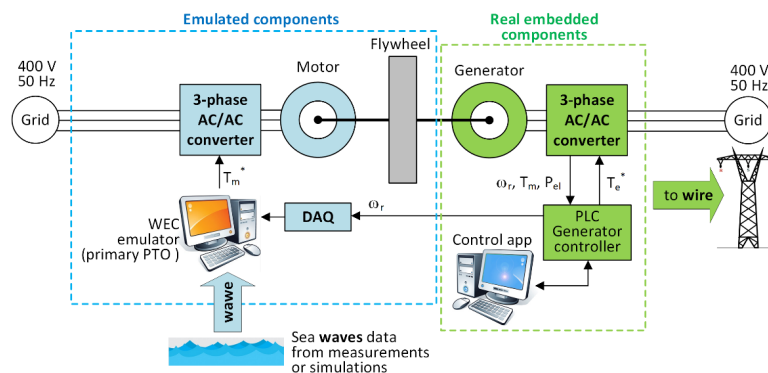 Emulated components
Real embedded
components
Flywheel
400 V
50 Hz
Motor
Generator
400 V
50 Hz
Grid
3-phase
AC/AC
converter
3-phase
AC/AC
converter
Grid
Tm*
ωr, Tm, Pel
Te*
to wire
WEC
emulator
(primary PTO )
DAQ
ωr
PLC
Generator
controller
Control app
wawe
Sea waves data
from measurements
or simulations